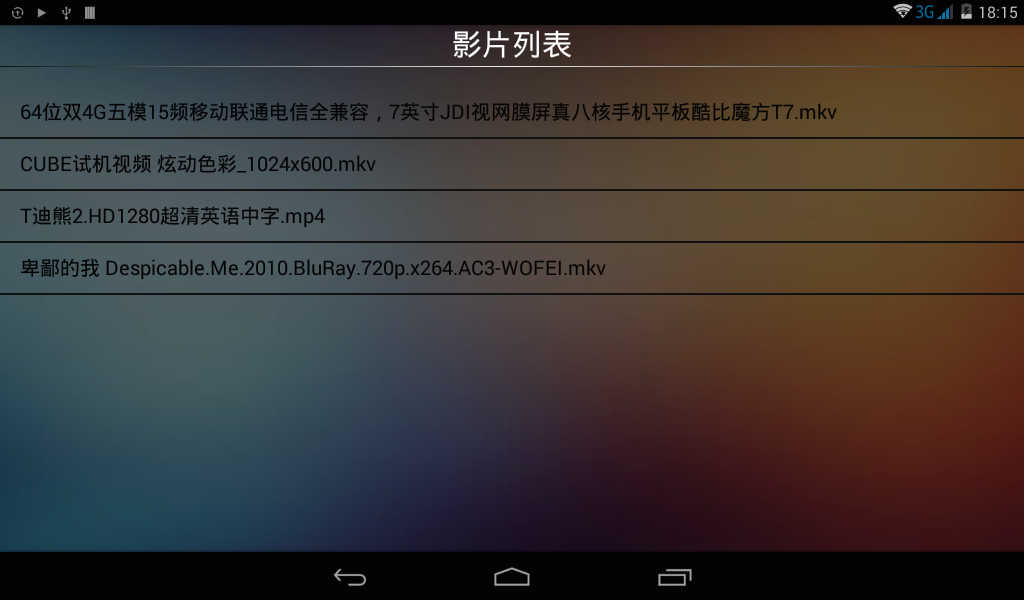 3G 18:15
影片列表
64位双4G五模15频移动联通电信全兼容，7英寸JDI视网膜屏真八核手机平板酷比魔方T7.mkv
CUBE试机视频 炫动色彩_1024x600.mkv
T迪熊2.HD1280超清英语中字.mp4
卑鄙的我 Despicable.Me.2010.BluRay.720p.x264.AC3-WOFEI.mkv